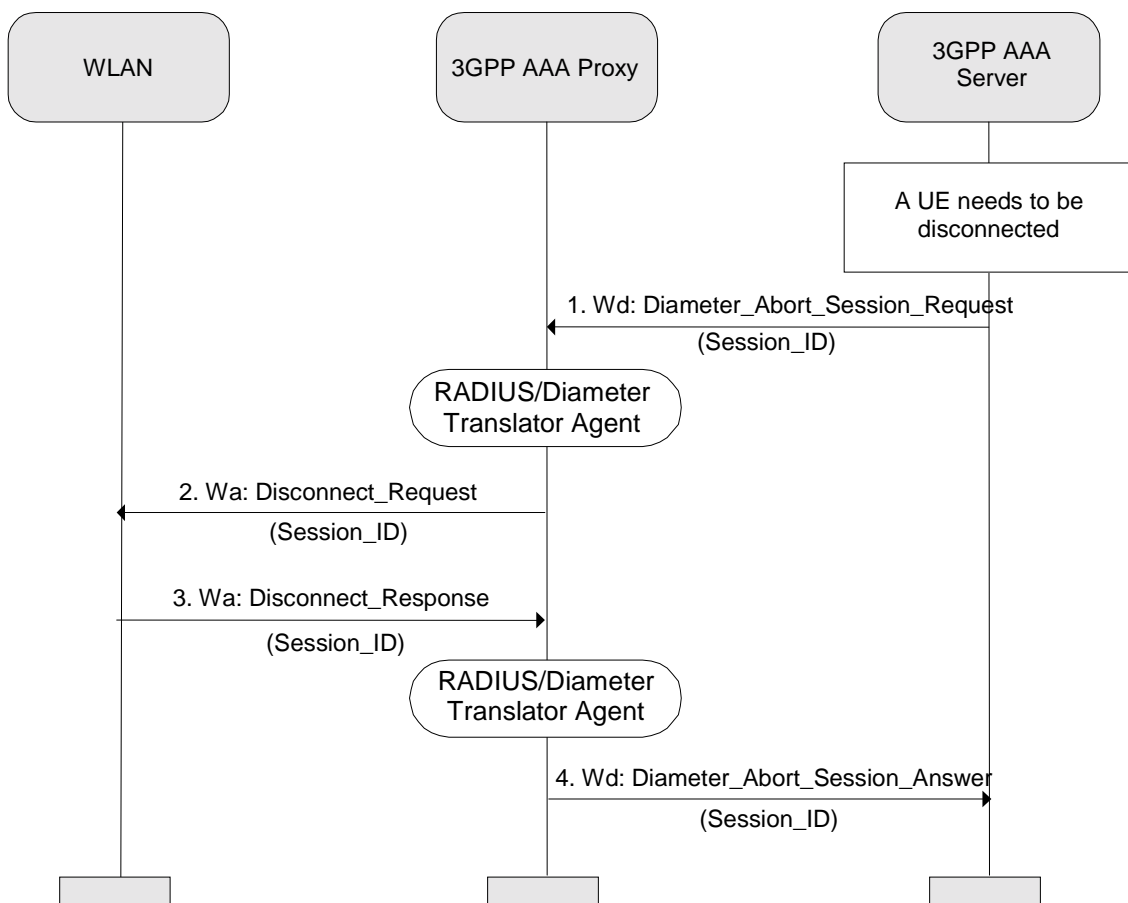 WLAN
3GPP AAA Proxy
3GPP AAA
Server
A UE needs to be
disconnected
1. Wd: Diameter_Abort_Session_Request
(Session_ID)
RADIUS/Diameter
Translator Agent
2. Wa: Disconnect_Request
(Session_ID)
3. Wa: Disconnect_Response
(Session_ID)
RADIUS/Diameter
Translator Agent
4. Wd: Diameter_Abort_Session_Answer
(Session_ID)